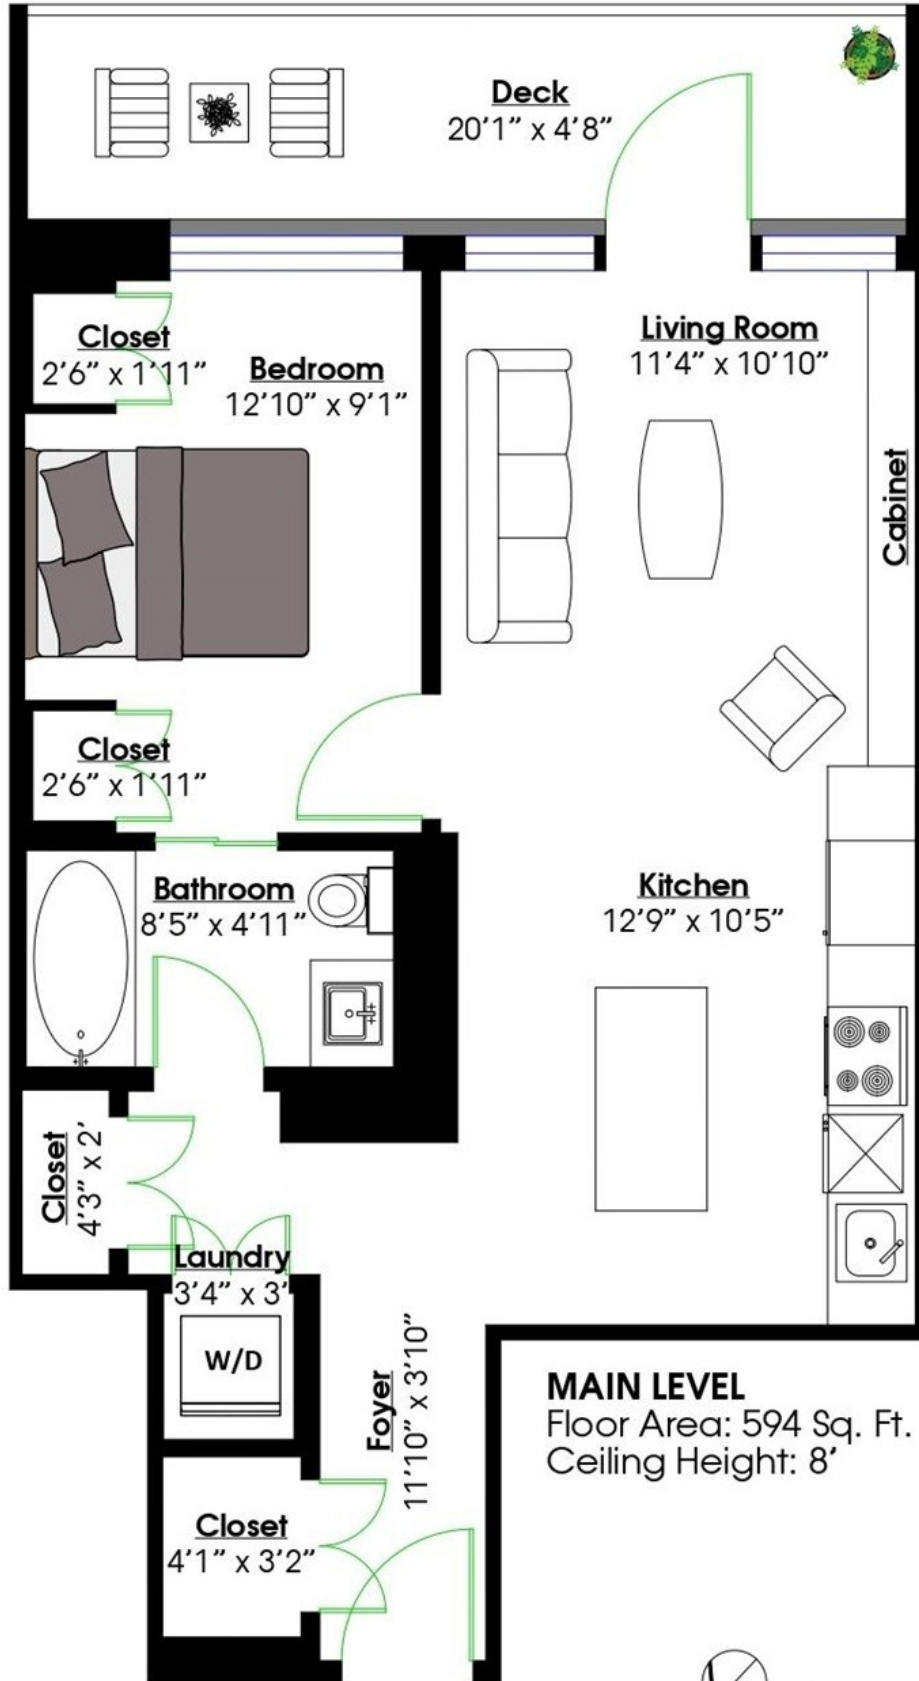 Deck
20'1" x 4'8"
Closet
2'6" x 1'11"
Bedroom
12'10" x 9'1"
Living Room
11'4" x 10'10"
Cabinet
Closet
2'6" x 1'11"
Bathroom
8'5" x 4'11"
Kitchen
12'9" x 10'5"
Closet
4'3" x 2'
Laundry
3'4" x 3'
W/D
Foyer
11'10" x 3'10"
MAIN LEVEL
Floor Area: 594 Sq. Ft.
Ceiling Height: 8'
Closet
4'1" x 3'2"